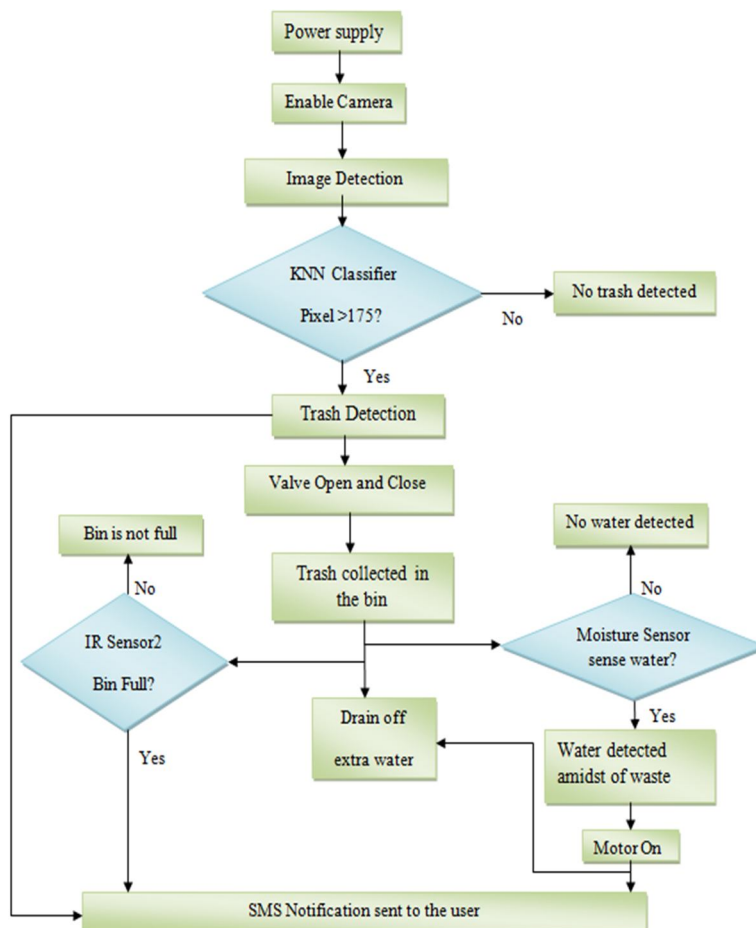 Power supply
Enable Camera
Image Detection
KNN Classifier
Pixel >175?
No trash detected
No
Yes
Trash Detection
Valve Open and Close
Bin is not full
No water detected
Trash collected in
the bin
No
No
IR Sensor2
Bin Full?
Moisture Sensor
sense water?
Drain off
extra water
Yes
Yes
Water detected
amidst of waste
Motor On
SMS Notification sent to the user